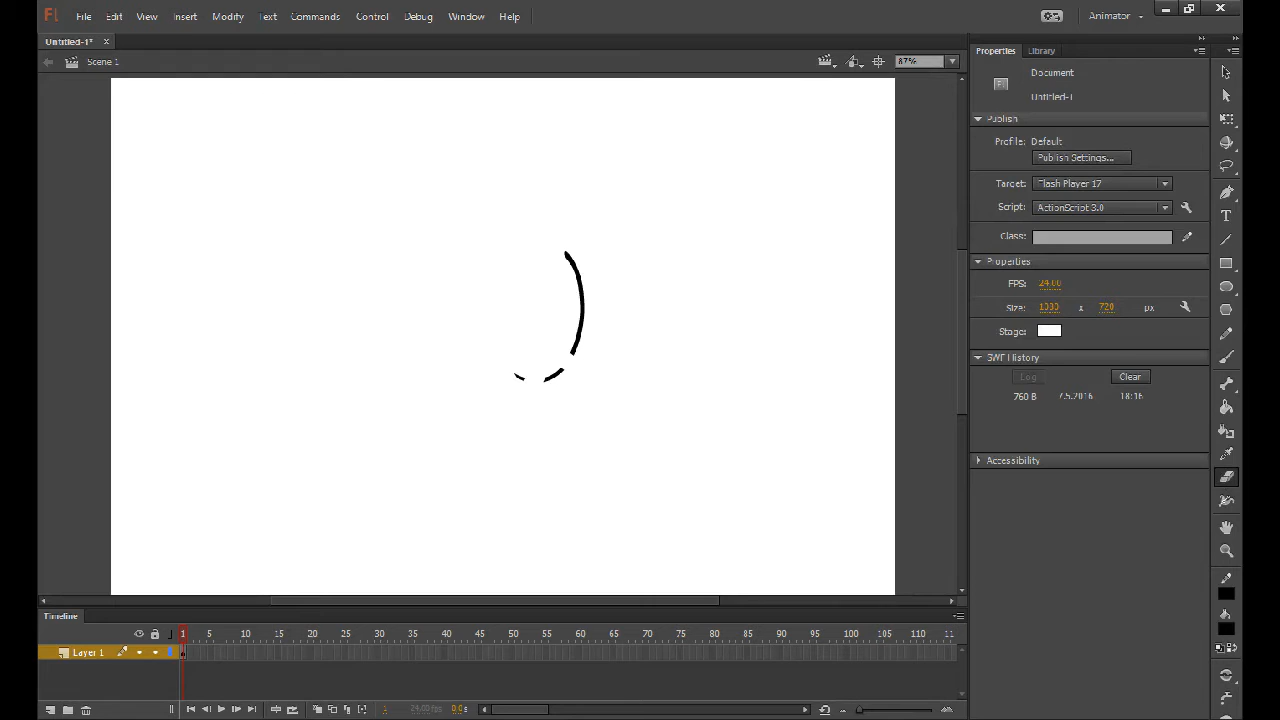 Fl File Edit View Insert Modify Text Commands Control Debug Window Help Animator
Untitled-1* ×
Scene 1 87%
Properties Library
Document
Untitled-1
Publish
Profile: Default
Publish Settings...
Target: Flash Player 17
Script: ActionScript 3.0
Class:
Properties
FPS: 24.00
Size: x 720 px
Stage:
SWF History
Log Clear
760 B 7.5.2016 18:16
Accessibility
Timeline
1 5 10 15 20 25 30 35 40 45 50 55 60 65 70 75 80 85 90 95 100 105 110 11
Layer 1
1 24.00 fps 0.0 s
T